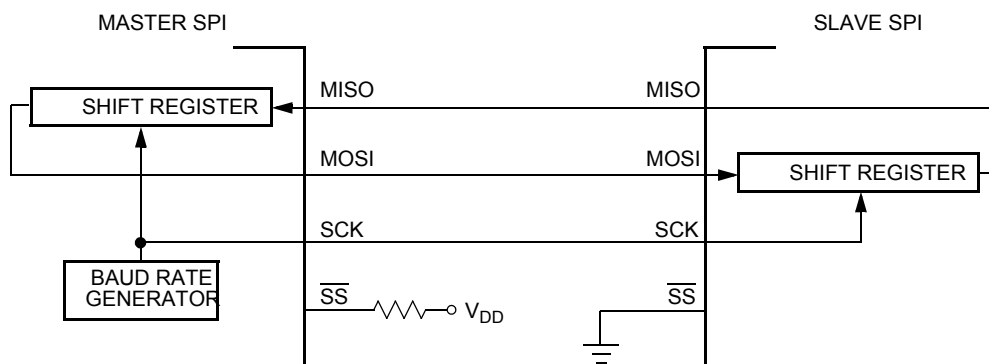 MASTER SPI
SLAVE SPI
SHIFT REGISTER
MISO
MISO
MOSI
MOSI
SHIFT REGISTER
SCK
SCK
BAUD RATE
GENERATOR
SS
VDD
SS